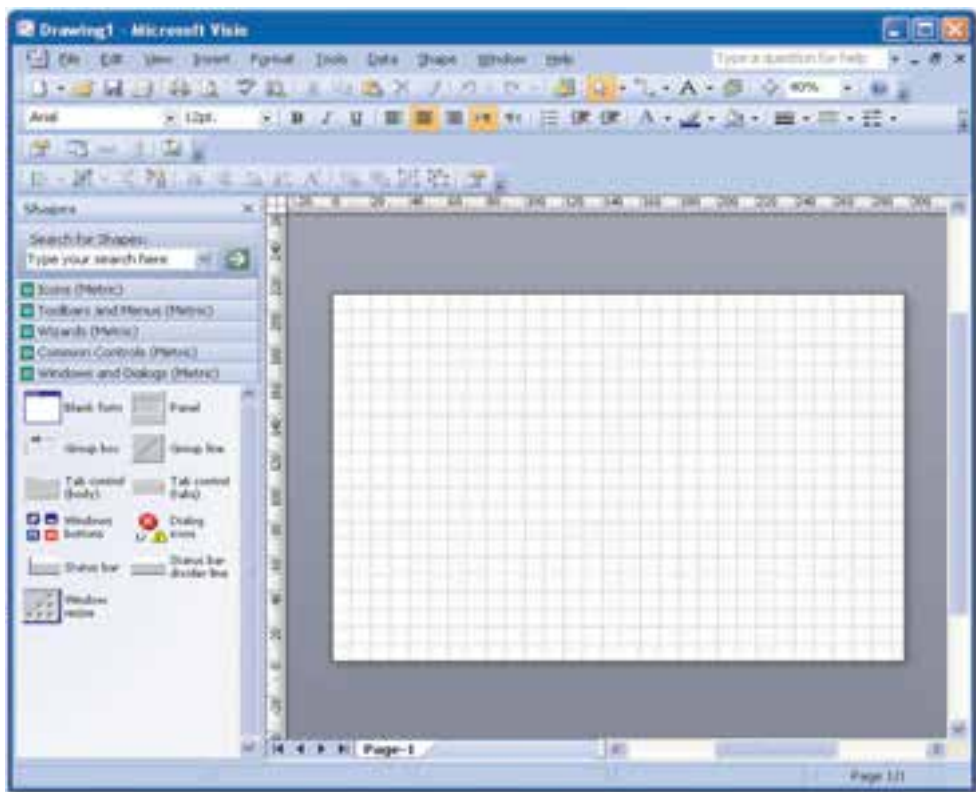 Drawing1 - Microsoft Visio
File Edit View Insert Format Tools Data Shape Window Help Type a question for help
40%
Arial 12pt.
Shapes
Search for Shapes:
Type your search here
Icons (Metric)
Toolbars and Menus (Metric)
Wizards (Metric)
Common Controls (Metric)
Windows and Dialogs (Metric)
Blank form Panel
Group box Group line
Tab control (body) Tab control (tabs)
Windows buttons Dialog icons
Status bar Status bar divider line
Window resize
Page-1
Page 1/1